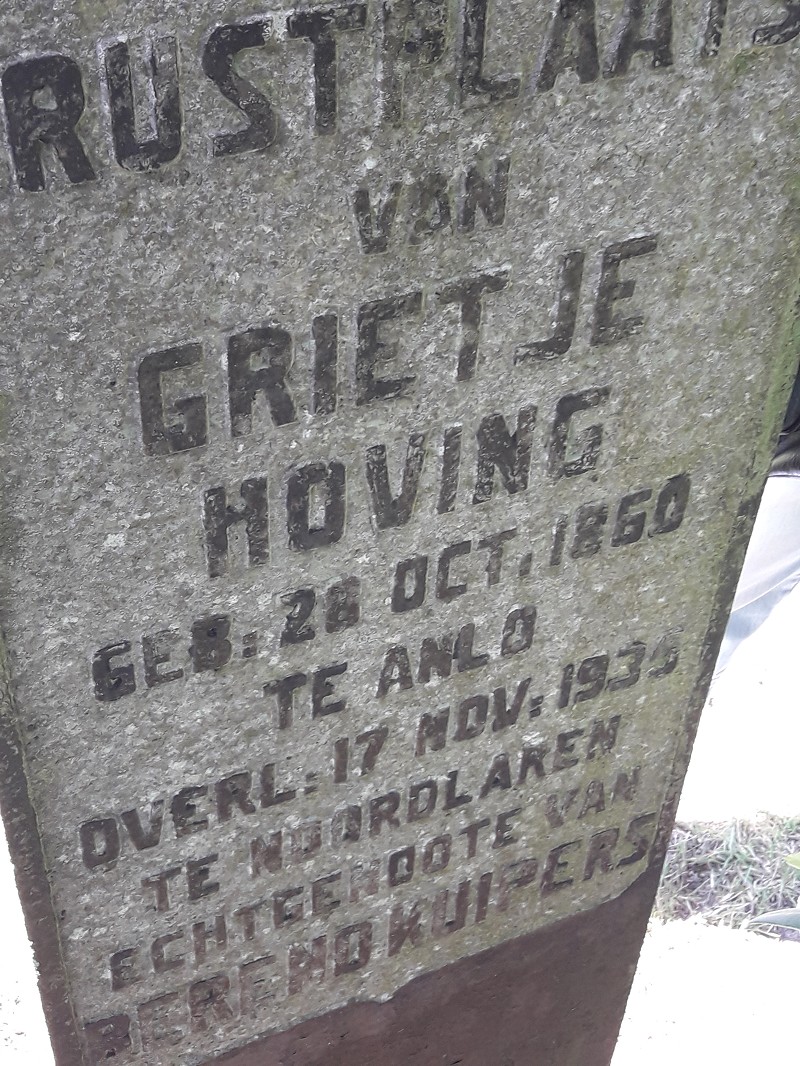 RUSTPLAATS
VAN
GRIETJE
HOVING
GEB: 28 OCT. 1860
TE ANLO
OVERL: 17 NOV: 1935
TE NOORDLAREN
ECHTGENOOTE VAN
BEREND KUIPERS